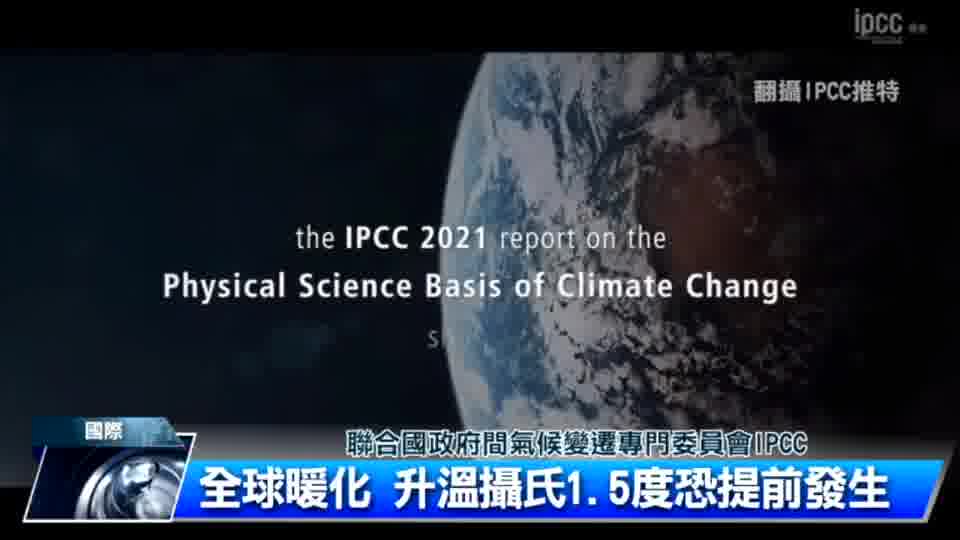 ipcc
翻攝IPCC推特
the IPCC 2021 report on the
Physical Science Basis of Climate Change
國際
聯合國政府間氣候變遷專門委員會IPCC
全球暖化 升溫攝氏1.5度恐提前發生